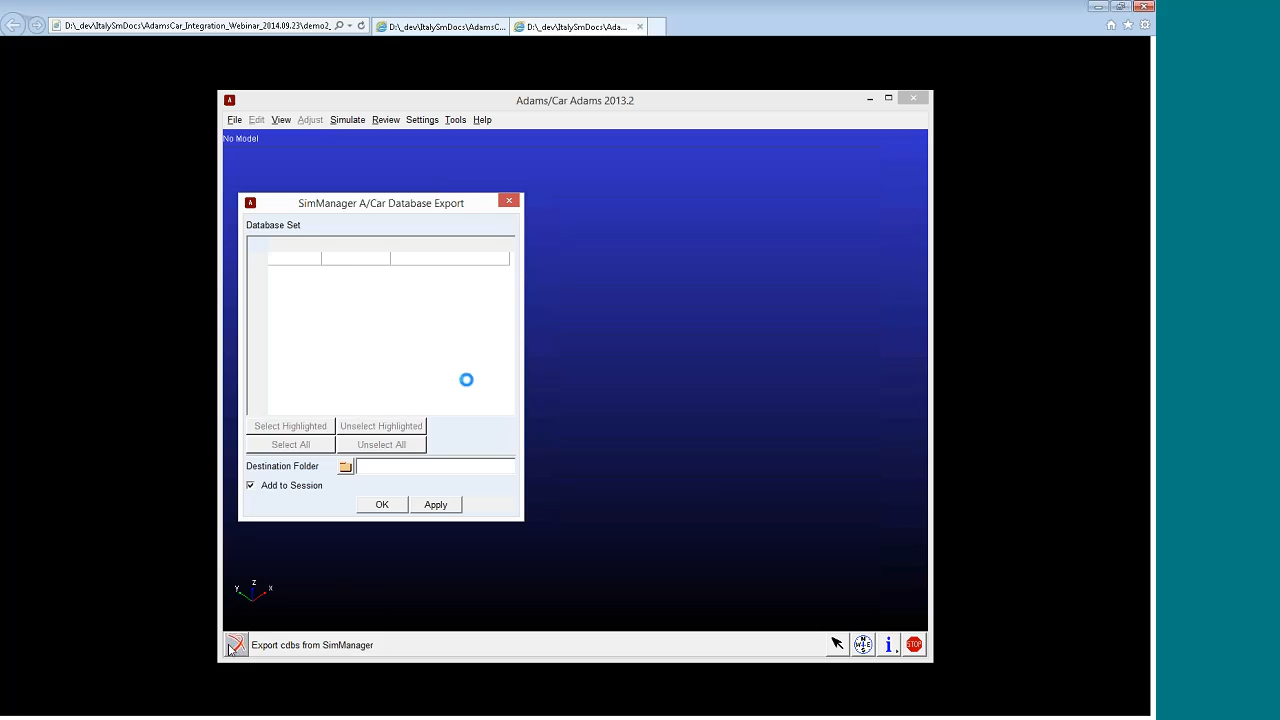 D:\_dev\ItalySmDocs\AdamsCar_Integration_Webinar_2014.09.23\demo2_
D:\_dev\ItalySmDocs\AdamsC...
D:\_dev\ItalySmDocs\Ada...
Adams/Car Adams 2013.2
File Edit View Adjust Simulate Review Settings Tools Help
No Model
SimManager A/Car Database Export
Database Set
Select Highlighted Unselect Highlighted
Select All Unselect All
Destination Folder
Add to Session
OK Apply
Z
Y X
Export cdbs from SimManager
W E S
i
STOP